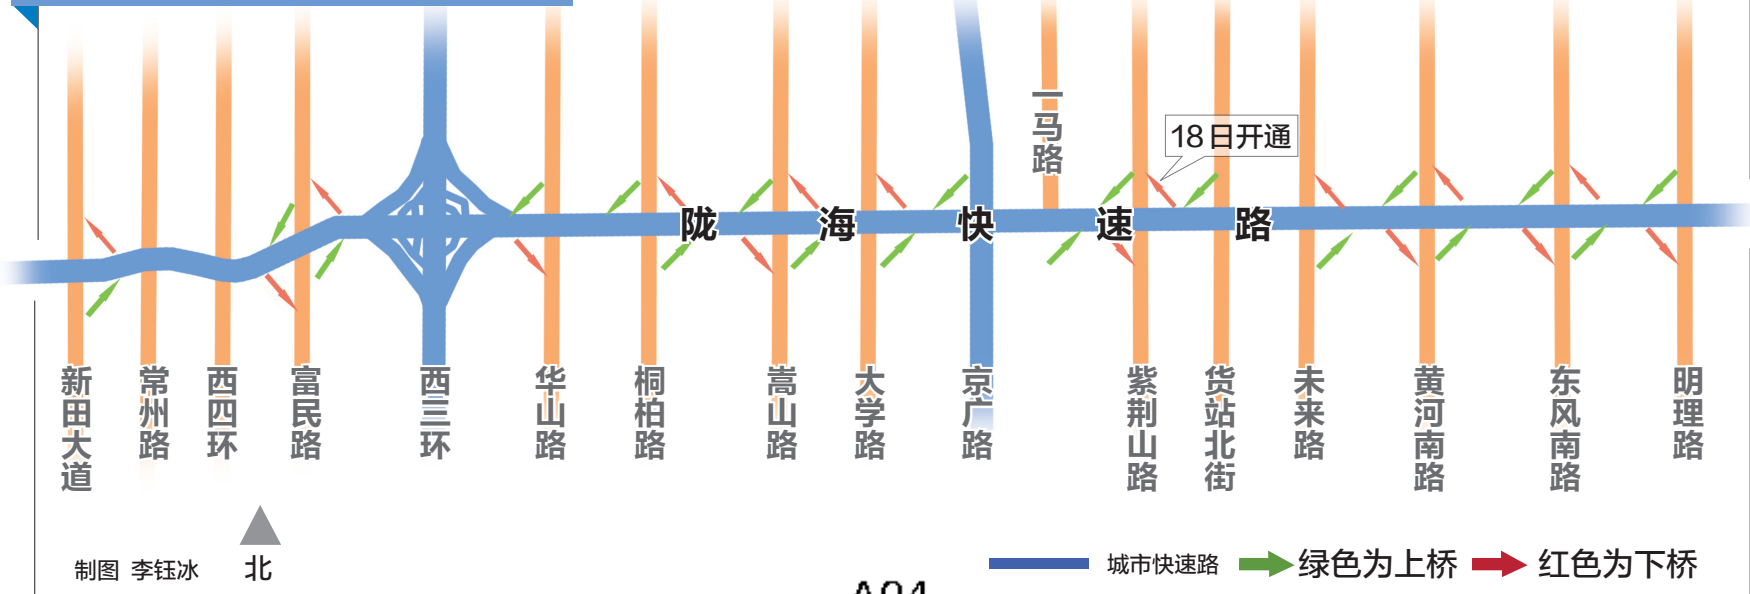 一马路
18日开通
陇海快速路
新田大道
常州路
西四环
富民路
西三环
华山路
桐柏路
嵩山路
大学路
京广路
紫荆山路
货站北街
未来路
黄河南路
东风南路
明理路
制图 李钰冰
北
城市快速路
绿色为上桥
红色为下桥